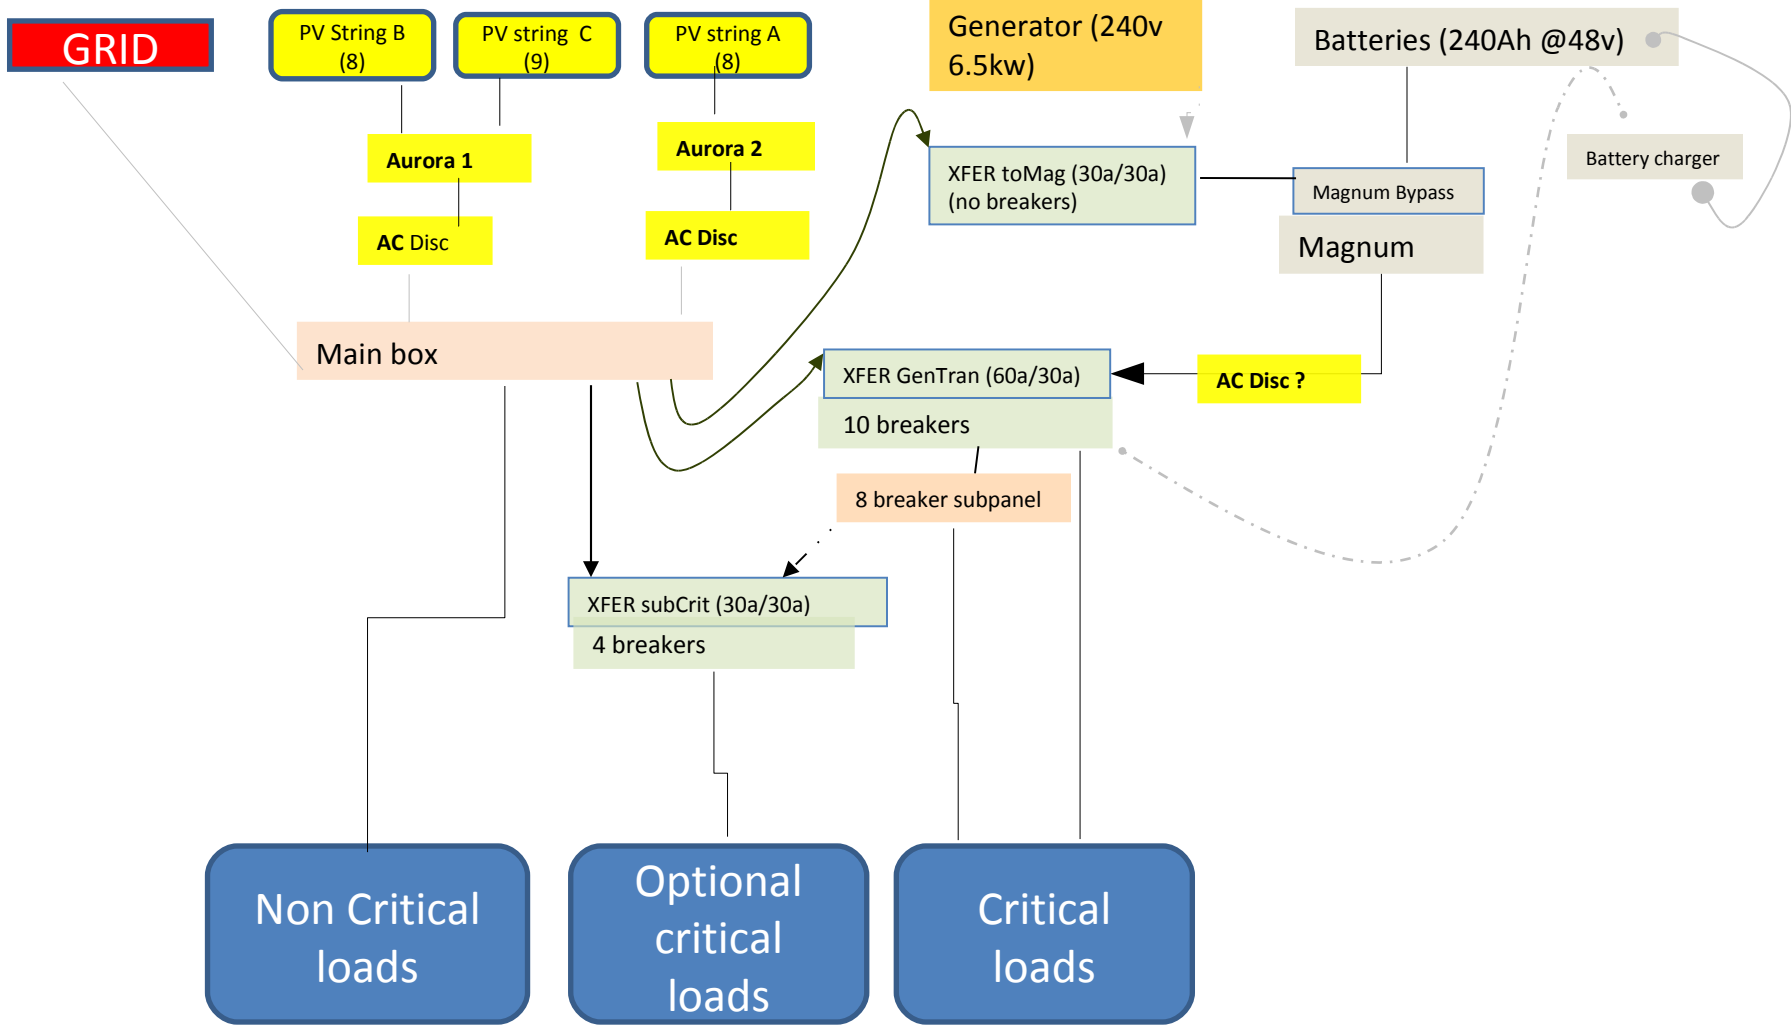 GRID
PV String B
(8)
PV string  C
(9)
PV string A
(8)
Generator (240v
6.5kw)
Batteries (240Ah @48v)
Aurora 1
Aurora 2
Battery charger
XFER toMag (30a/30a)
(no breakers)
Magnum Bypass
AC Disc
AC Disc
Magnum
Main box
XFER GenTran (60a/30a)
AC Disc ?
10 breakers
8 breaker subpanel
XFER subCrit (30a/30a)
4 breakers
Non Critical
loads
Optional
critical
loads
Critical
loads